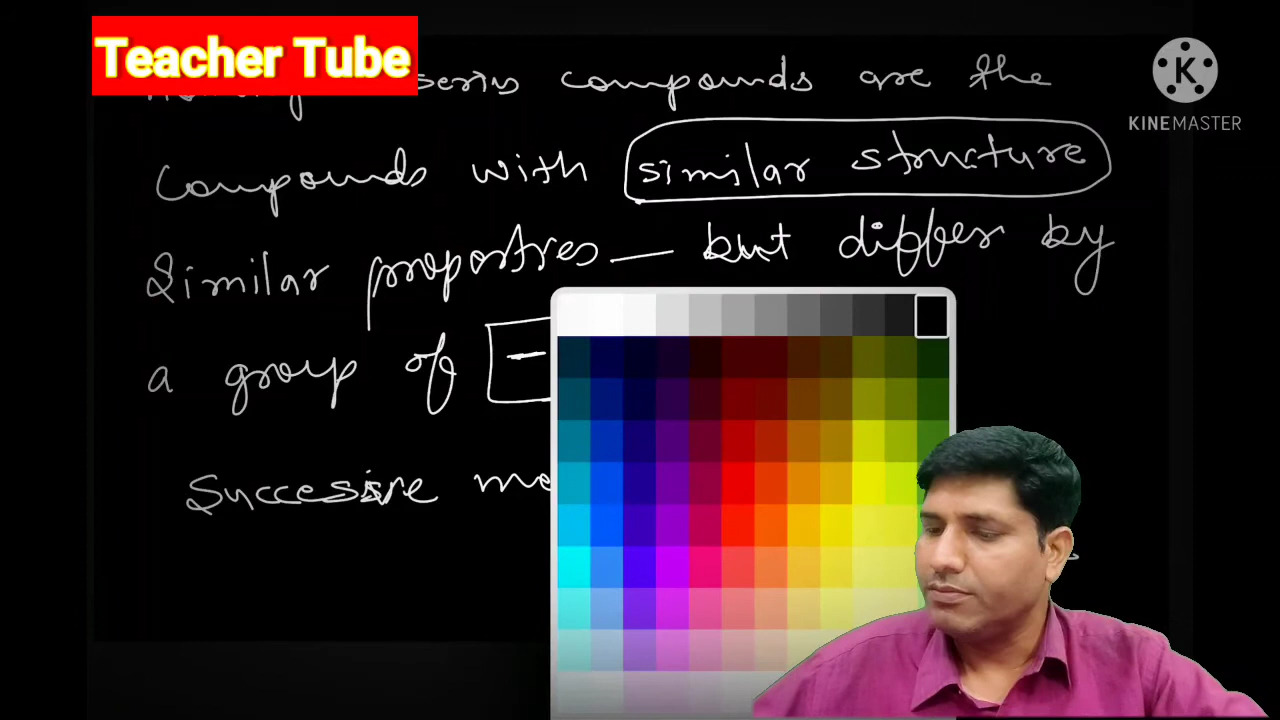 Teacher Tube
series compounds are the
KINEMASTER
compounds with similar structure
Similar properties — but differ by
a group of
Successive